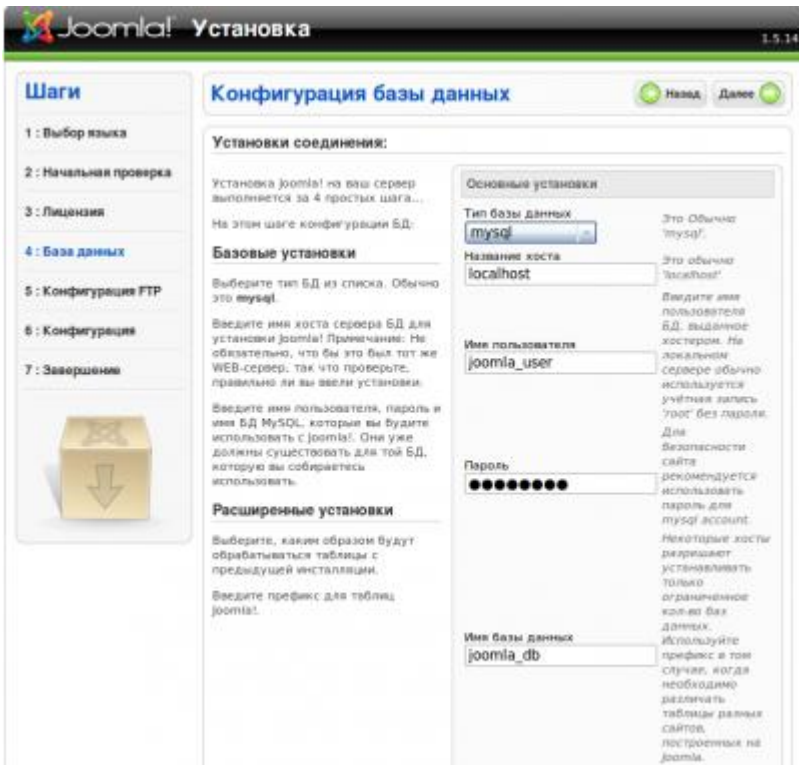 Joomla! Установка
1.5.14
Шаги
1 : Выбор языка
2 : Начальная проверка
3 : Лицензия
4 : База данных
5 : Конфигурация FTP
6 : Конфигурация
7 : Завершение
Конфигурация базы данных
Назад
Далее
Установки соединения:
Установка Joomla! на ваш сервер
выполняется за 4 простых шага...
На этом шаге конфигурации БД:
Базовые установки
Выберите тип БД из списка. Обычно
это mysql.
Введите имя хоста сервера БД для
установки Joomla! Примечание: Не
обязательно, что бы это был тот же
WEB-сервер, так что проверьте,
правильно ли вы ввели установки.
Введите имя пользователя, пароль и
имя БД MySQL, которые вы будите
использовать с Joomla!. Они уже
должны существовать для той БД,
которую вы собираетесь
использовать.
Расширенные установки
Выберите, каким образом будут
обрабатываться таблицы с
предыдущей инсталляции.
Введите префикс для таблиц
Joomla!.
Основные установки
Тип базы данных
mysql
Это Обычно
'mysql'.
Название хоста
localhost
Это обычно
'localhost'
Имя пользователя
joomla_user
Введите имя
пользователя
БД, выданное
хостером. На
локальном
сервере обычно
используется
учётная запись
'root' без пароля.
Пароль
●●●●●●●●
Для
безопасности
сайта
рекомендуется
использовать
пароль для
mysql account.
Имя базы данных
joomla_db
Некоторые хосты
разрешают
устанавливать
только
ограниченное
кол-во баз
данных.
Используйте
префикс в том
случае, когда
необходимо
различать
таблицы разных
сайтов,
построенных на
Joomla.